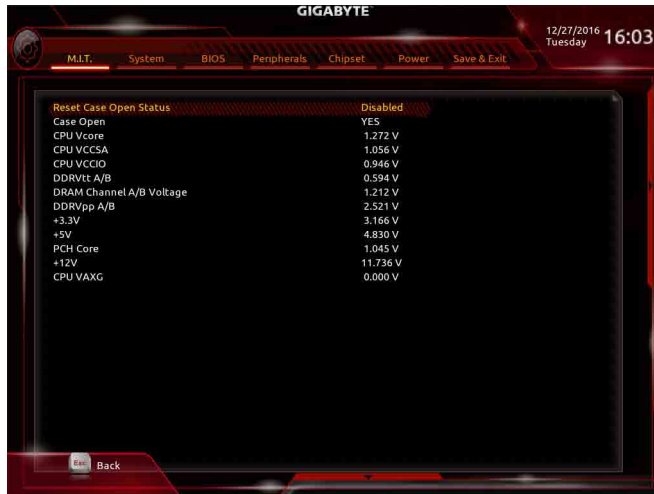 GIGABYTE
12/27/2016 16:03
Tuesday
M.I.T. System BIOS Peripherals Chipset Power Save & Exit
Reset Case Open Status Disabled
Case Open YES
CPU Vcore 1.272 V
CPU VCCSA 1.056 V
CPU VCCIO 0.946 V
DDRVtt A/B 0.594 V
DRAM Channel A/B Voltage 1.212 V
DDRVpp A/B 2.521 V
+3.3V 3.166 V
+5V 4.830 V
PCH Core 1.045 V
+12V 11.736 V
CPU VAXG 0.000 V
Esc Back